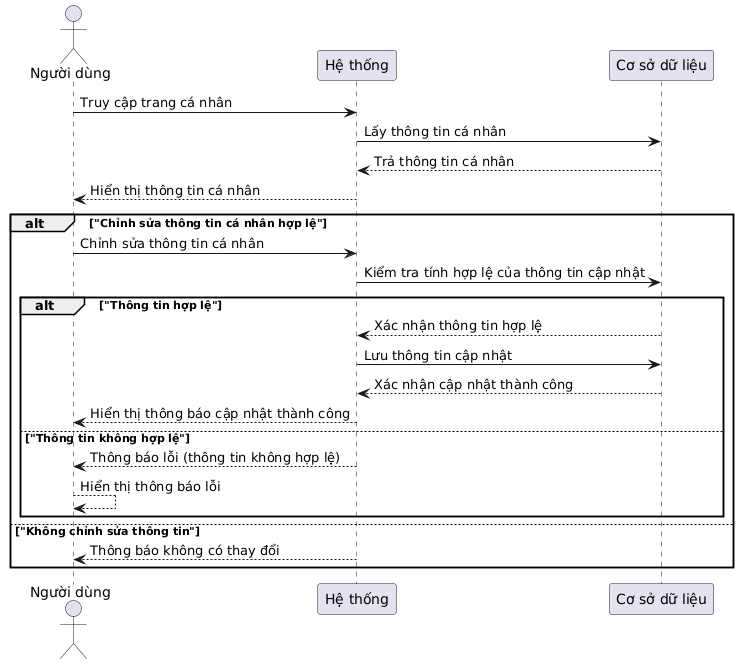 Người dùng
Hệ thống
Cơ sở dữ liệu
Truy cập trang cá nhân
Lấy thông tin cá nhân
Trả thông tin cá nhân
Hiển thị thông tin cá nhân
alt ["Chỉnh sửa thông tin cá nhân hợp lệ"]
Chỉnh sửa thông tin cá nhân
Kiểm tra tính hợp lệ của thông tin cập nhật
alt ["Thông tin hợp lệ"]
Xác nhận thông tin hợp lệ
Lưu thông tin cập nhật
Xác nhận cập nhật thành công
Hiển thị thông báo cập nhật thành công
["Thông tin không hợp lệ"]
Thông báo lỗi (thông tin không hợp lệ)
Hiển thị thông báo lỗi
["Không chỉnh sửa thông tin"]
Thông báo không có thay đổi
Người dùng
Hệ thống
Cơ sở dữ liệu